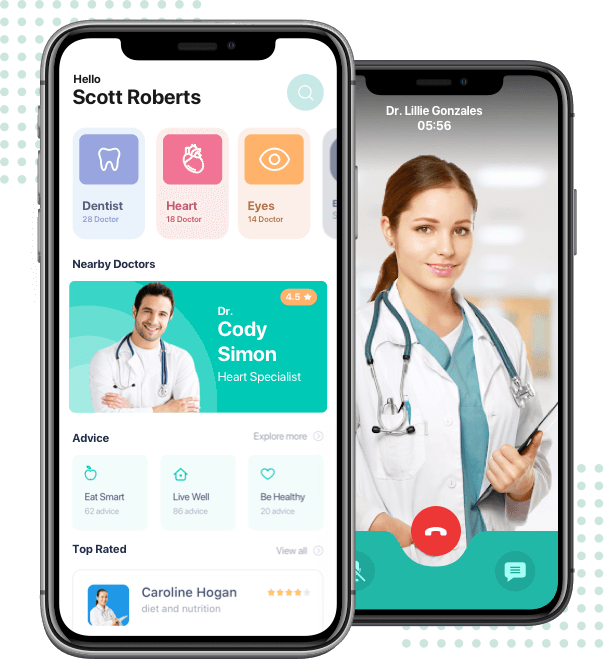 Hello
Scott Roberts
Dentist
28 Doctor
Heart
18 Doctor
Eyes
14 Doctor
Nearby Doctors
4.5
Dr.
Cody
Simon
Heart Specialist
Advice
Explore more
Eat Smart
62 advice
Live Well
86 advice
Be Healthy
20 advice
Top Rated
View all
Caroline Hogan
diet and nutrition
Dr. Lillie Gonzales
05:56